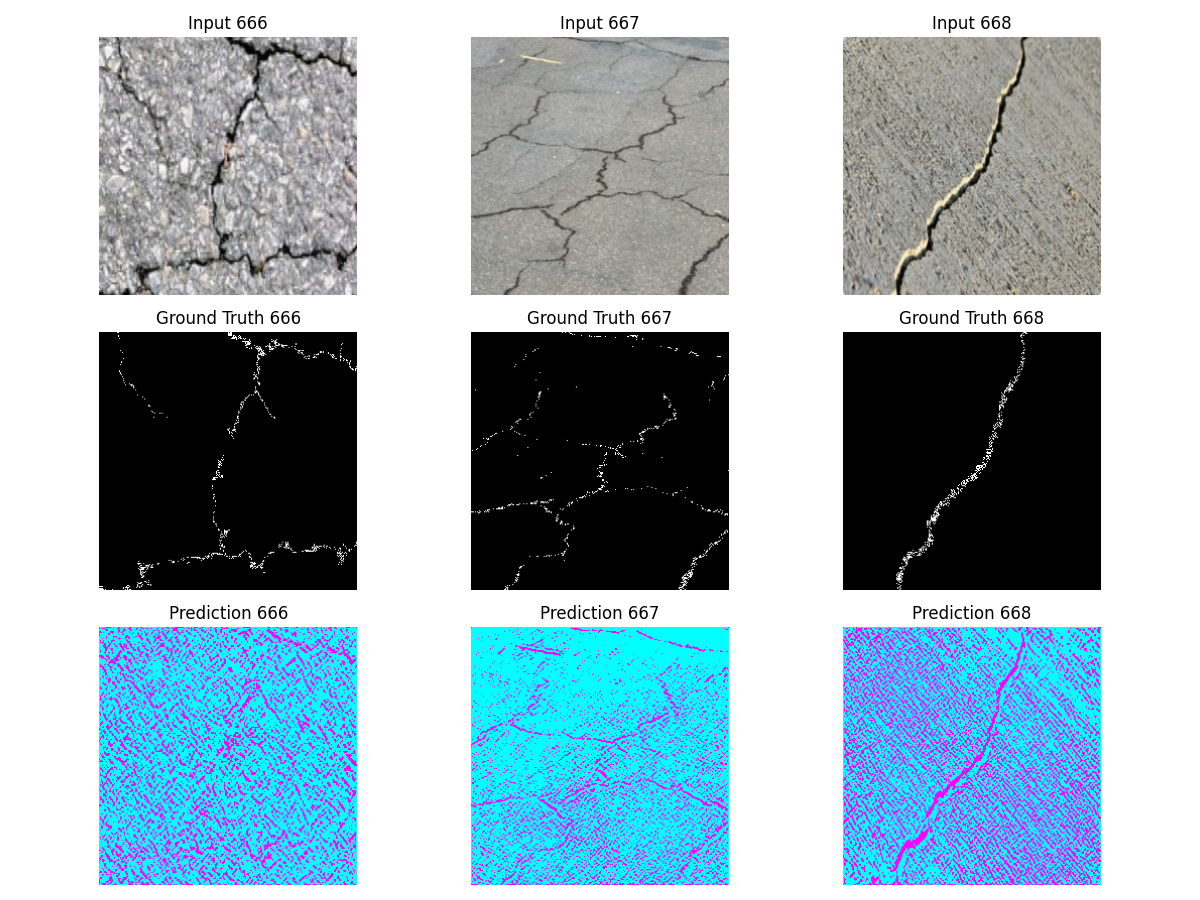 Input 666
Input 667
Input 668
Ground Truth 666
Ground Truth 667
Ground Truth 668
Prediction 666
Prediction 667
Prediction 668